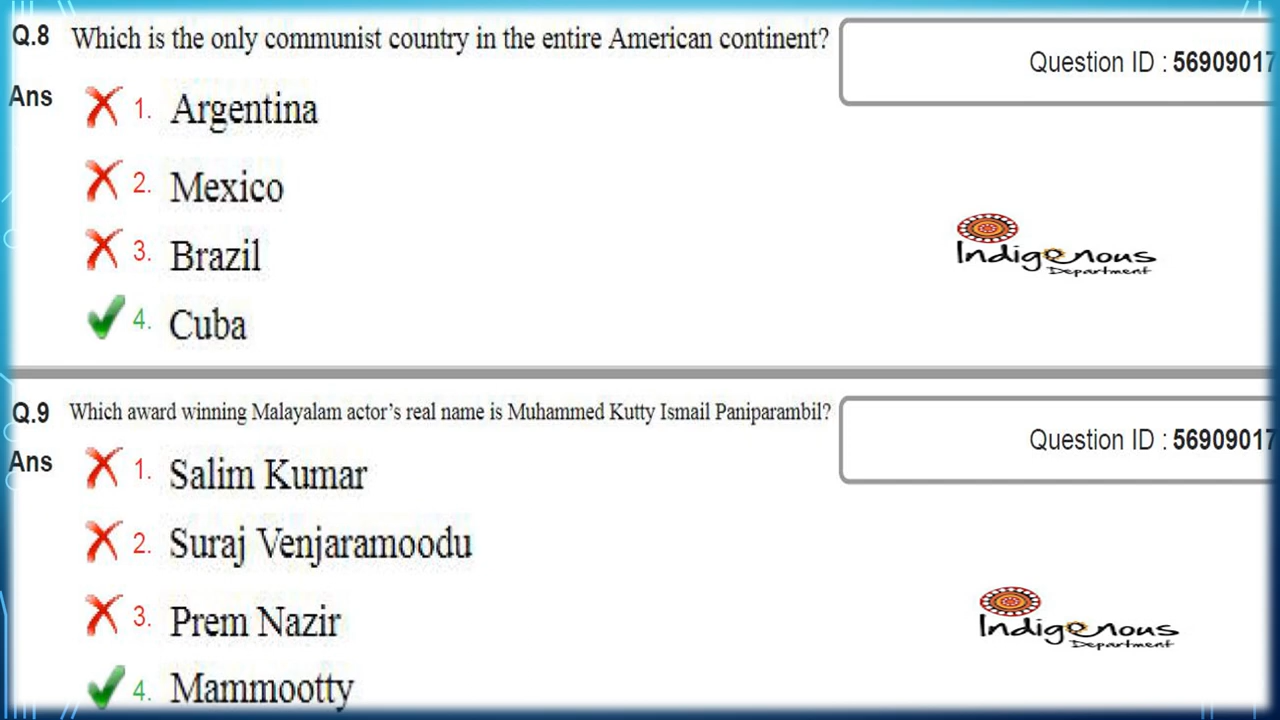 Q.8 Which is the only communist country in the entire American continent?
Question ID : 56909017
Ans
1. Argentina
2. Mexico
3. Brazil
4. Cuba
Indigenous
Department
Q.9 Which award winning Malayalam actor's real name is Muhammed Kutty Ismail Paniparambil?
Question ID : 56909017
Ans
1. Salim Kumar
2. Suraj Venjaramoodu
3. Prem Nazir
4. Mammootty
Indigenous
Department